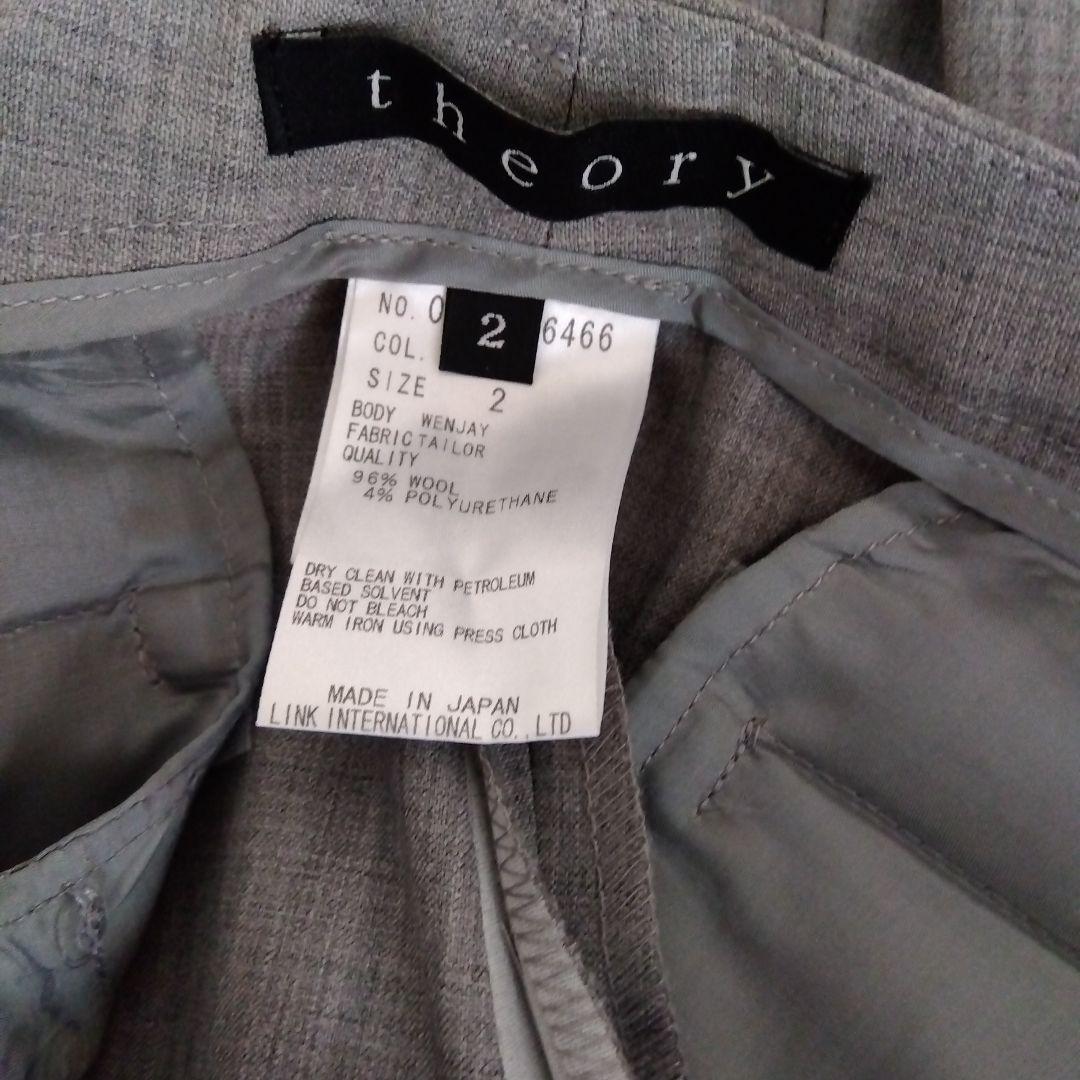 theory
2
NO. 0 6466
COL.
SIZE 2
BODY WENJAY
FABRIC TAILOR
QUALITY
96% WOOL
4% POLYURETHANE
DRY CLEAN WITH PETROLEUM
BASED SOLVENT
DO NOT BLEACH
WARM IRON USING PRESS CLOTH
MADE IN JAPAN
LINK INTERNATIONAL CO.,LTD